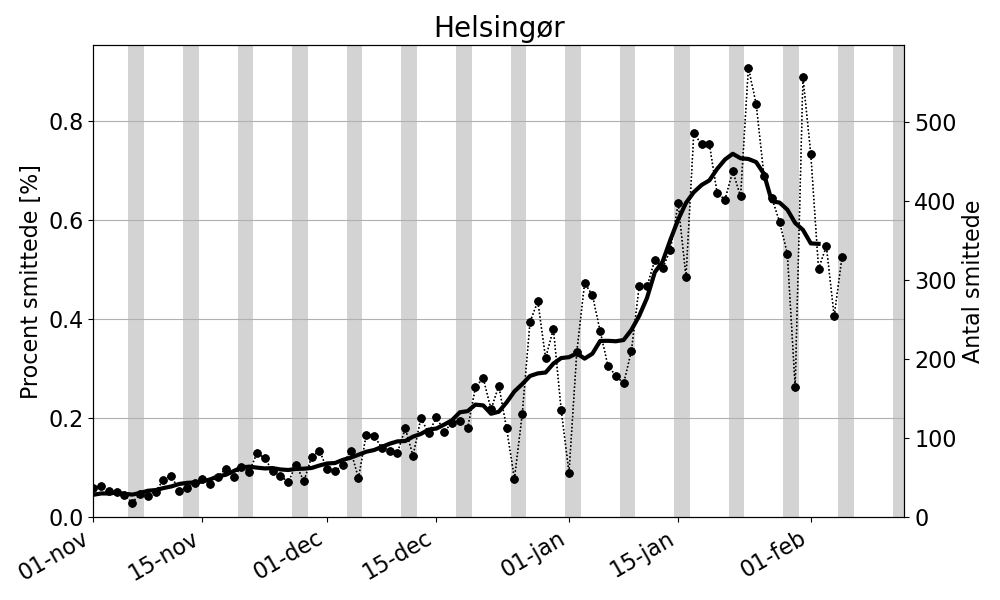 Helsingør
Procent smittede [%]
0.8
0.6
0.4
0.2
0.0
500
400
300
200
100
0
Antal smittede
01-nov
15-nov
01-dec
15-dec
01-jan
15-jan
01-feb